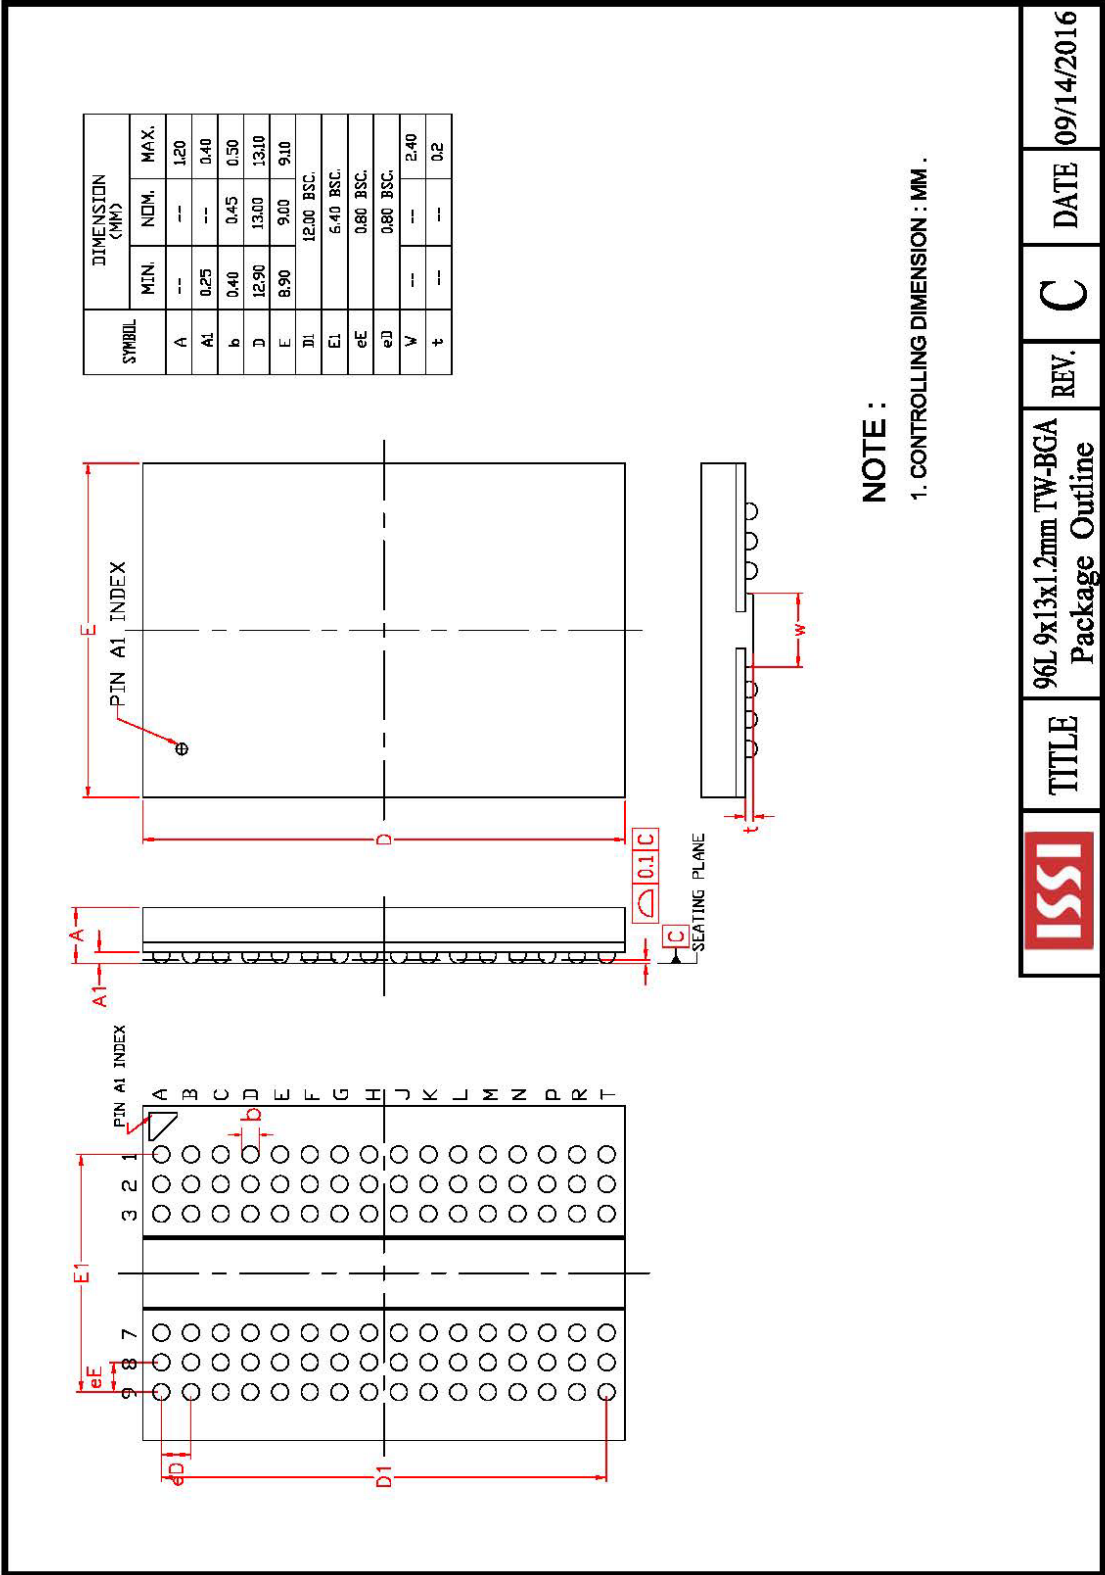 SYMBOL DIMENSION
(MM)
MIN. NOM. MAX.
A -- -- 1.20
A1 0.25 -- 0.40
b 0.40 0.45 0.50
D 12.90 13.00 13.10
E 8.90 9.00 9.10
D1 12.00 BSC.
E1 6.40 BSC.
eE 0.80 BSC.
eD 0.80 BSC.
W -- -- 2.40
t -- -- 0.2
E1
eE
9 8 7 3 2 1
PIN A1 INDEX
A
B
C
D
E
F
G
H
J
K
L
M
N
P
R
T
b
eD
D1
A1
A
0.1 C
C
SEATING PLANE
E
PIN A1 INDEX
D
t
w
NOTE :
1. CONTROLLING DIMENSION : MM .
ISSI
TITLE
96L 9x13x1.2mm TW-BGA
Package Outline
REV.
C
DATE
09/14/2016